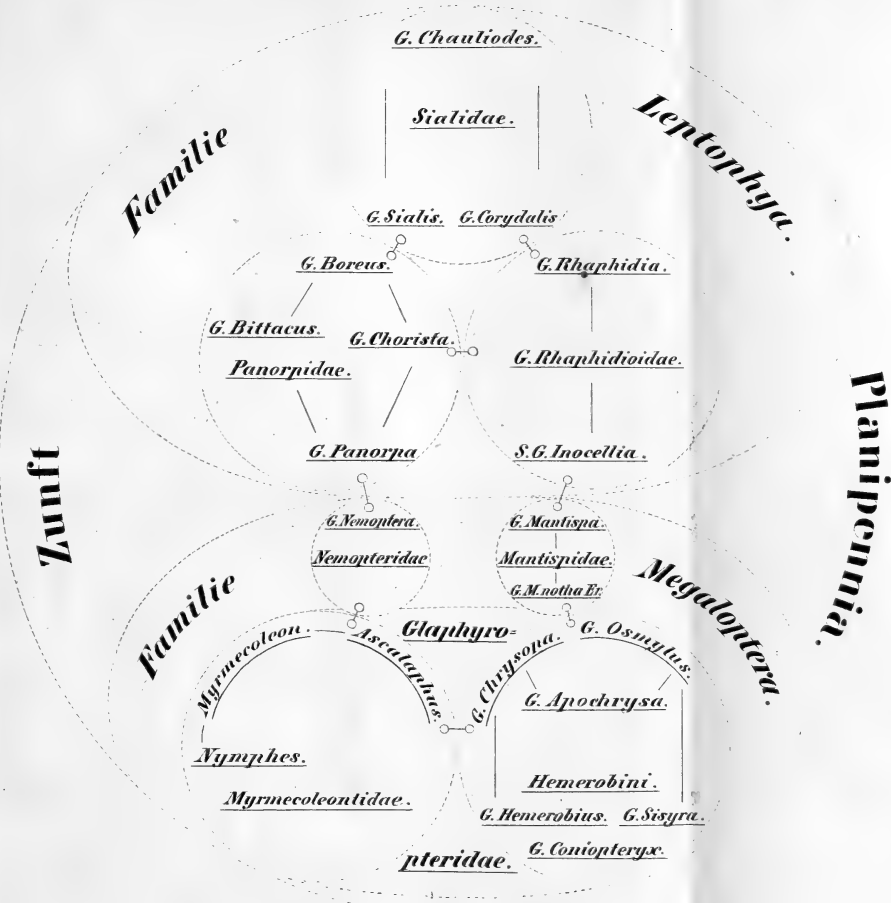 G. Chauliodes.
Familie
Leptophya.
Sialidae.
G. Sialis.
G. Corydalis
G. Boreus.
G. Rhaphidia.
G. Bittacus.
G. Chorista.
G. Rhaphidioidae.
Panorpidae.
G. Panorpa
S. G. Inocellia.
Zunft
Planipennia.
G. Nemoptera.
G. Mantispa.
Nemopteridae
Mantispidae.
G. M. notha Er.
Familie
Megaloptera.
Glaphyro=
Myrmecoleon.
Ascalaphus.
G. Chrysopa.
G. Osmylus.
G. Apochrysa.
Nymphes.
Hemerobini.
Myrmecoleontidae.
G. Hemerobius.
G. Sisyra.
G. Coniopteryx.
pteridae.